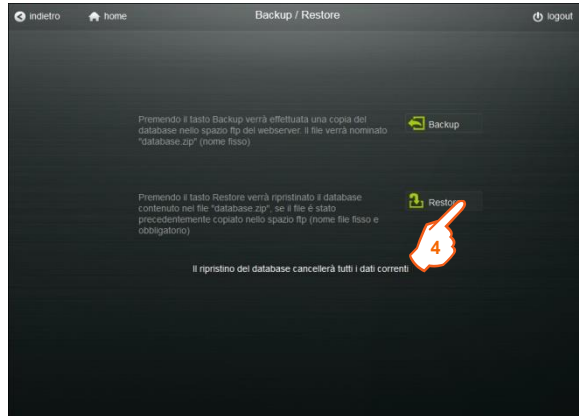 indietro home Backup / Restore logout
Premendo il tasto Backup verrà effettuata una copia del
database nello spazio ftp del webserver. Il file verrà nominato
"database.zip" (nome fisso)
Backup
Premendo il tasto Restore verrà ripristinato il database
contenuto nel file "database.zip", se il file é stato
precedentemente copiato nello spazio ftp (nome file fisso e
obbligatorio)
Restore
4
Il ripristino del database cancellerà tutti i dati correnti